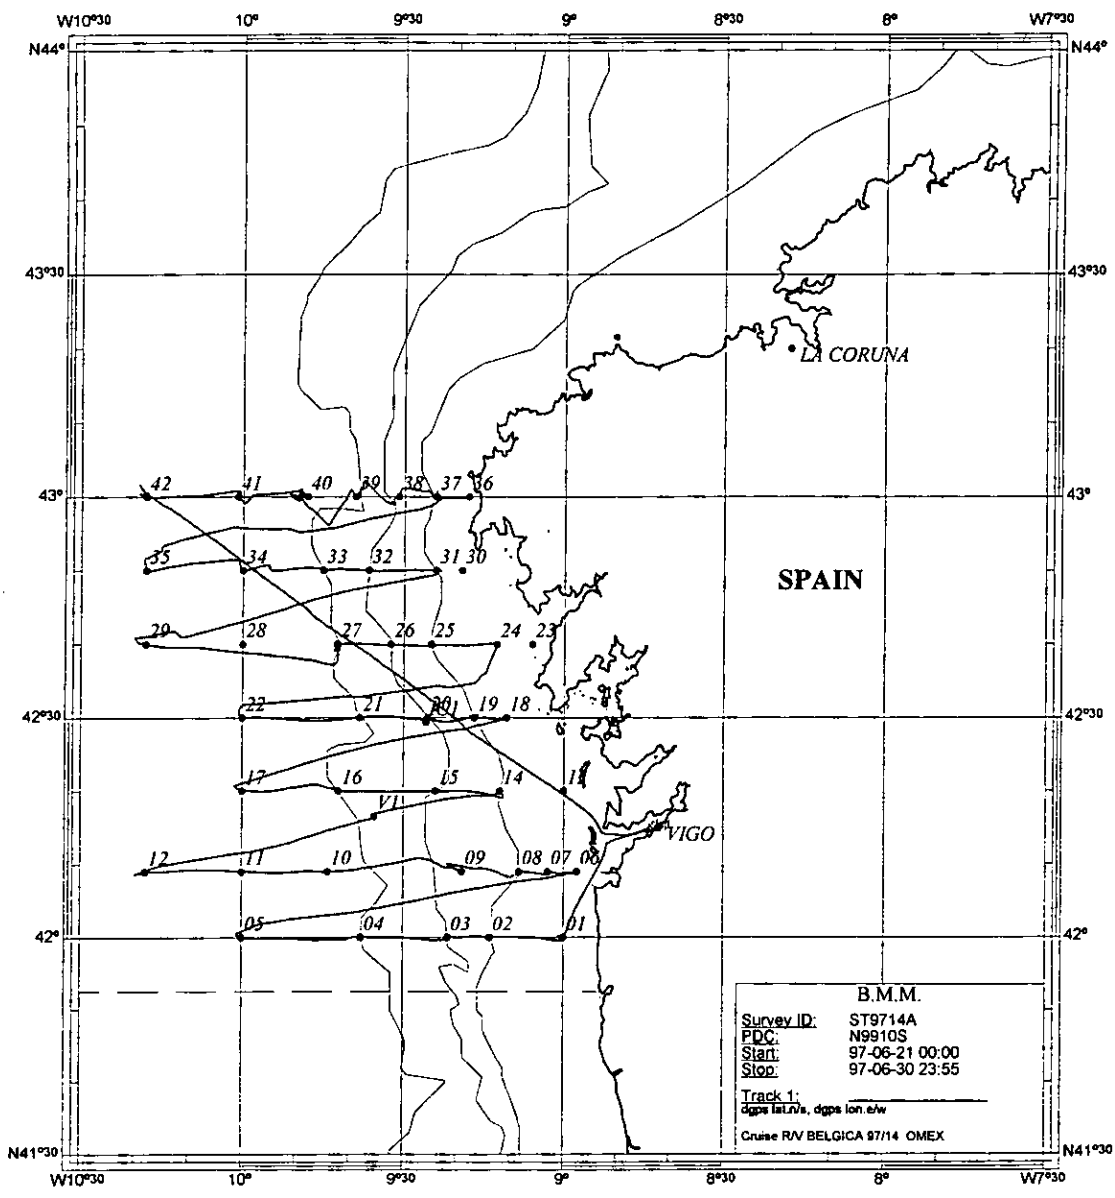 W10°30 10° 9°30 9° 8°30 8° W7°30
N44° N44°
43°30 43°30
LA CORUNA
42 41 40 39 38 37 36
43° 43°
35 34 33 32 31 30
SPAIN
29 28 27 26 25 24 23
22 21 20 19 18
42°30 42°30
17 16 15 14
V1
VIGO
12 11 10 09 08 07 06
05 04 03 02 01
42° 42°
B.M.M.
Survey ID: ST9714A
PDC: N9910S
Start: 97-06-21 00:00
Stop: 97-06-30 23:55
Track 1:
dgps lat.n/s, dgps lon.e/w
Cruise R/V BELGICA 97/14 OMEX
N41°30 N41°30
W10°30 10° 9°30 9° 8°30 8° W7°30